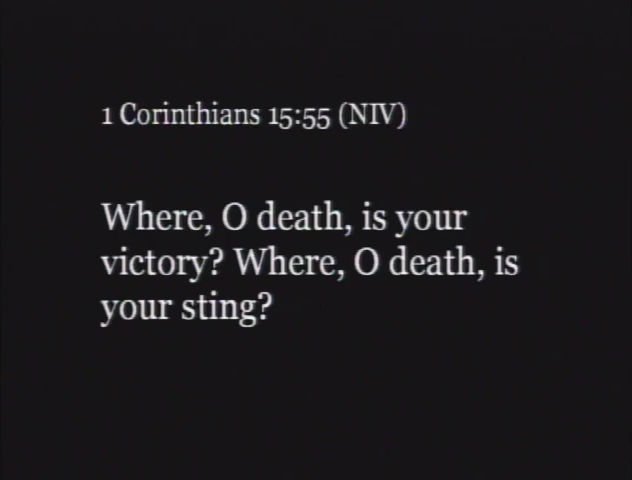 1 Corinthians 15:55 (NIV)
Where, O death, is your
victory? Where, O death, is
your sting?